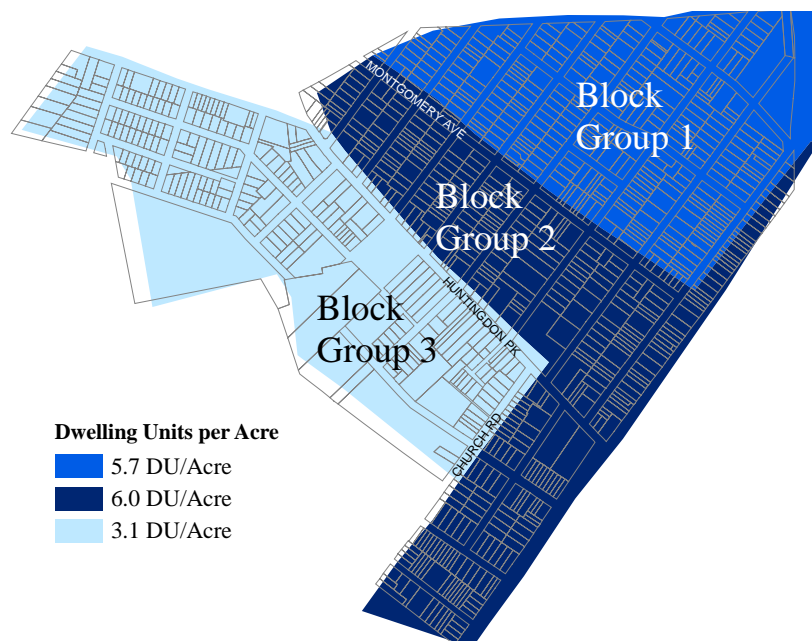 Block
Group 1
MONTGOMERY AVE
Block
Group 2
HUNTINGDON PK
Block
Group 3
CHURCH RD
Dwelling Units per Acre
5.7 DU/Acre
6.0 DU/Acre
3.1 DU/Acre